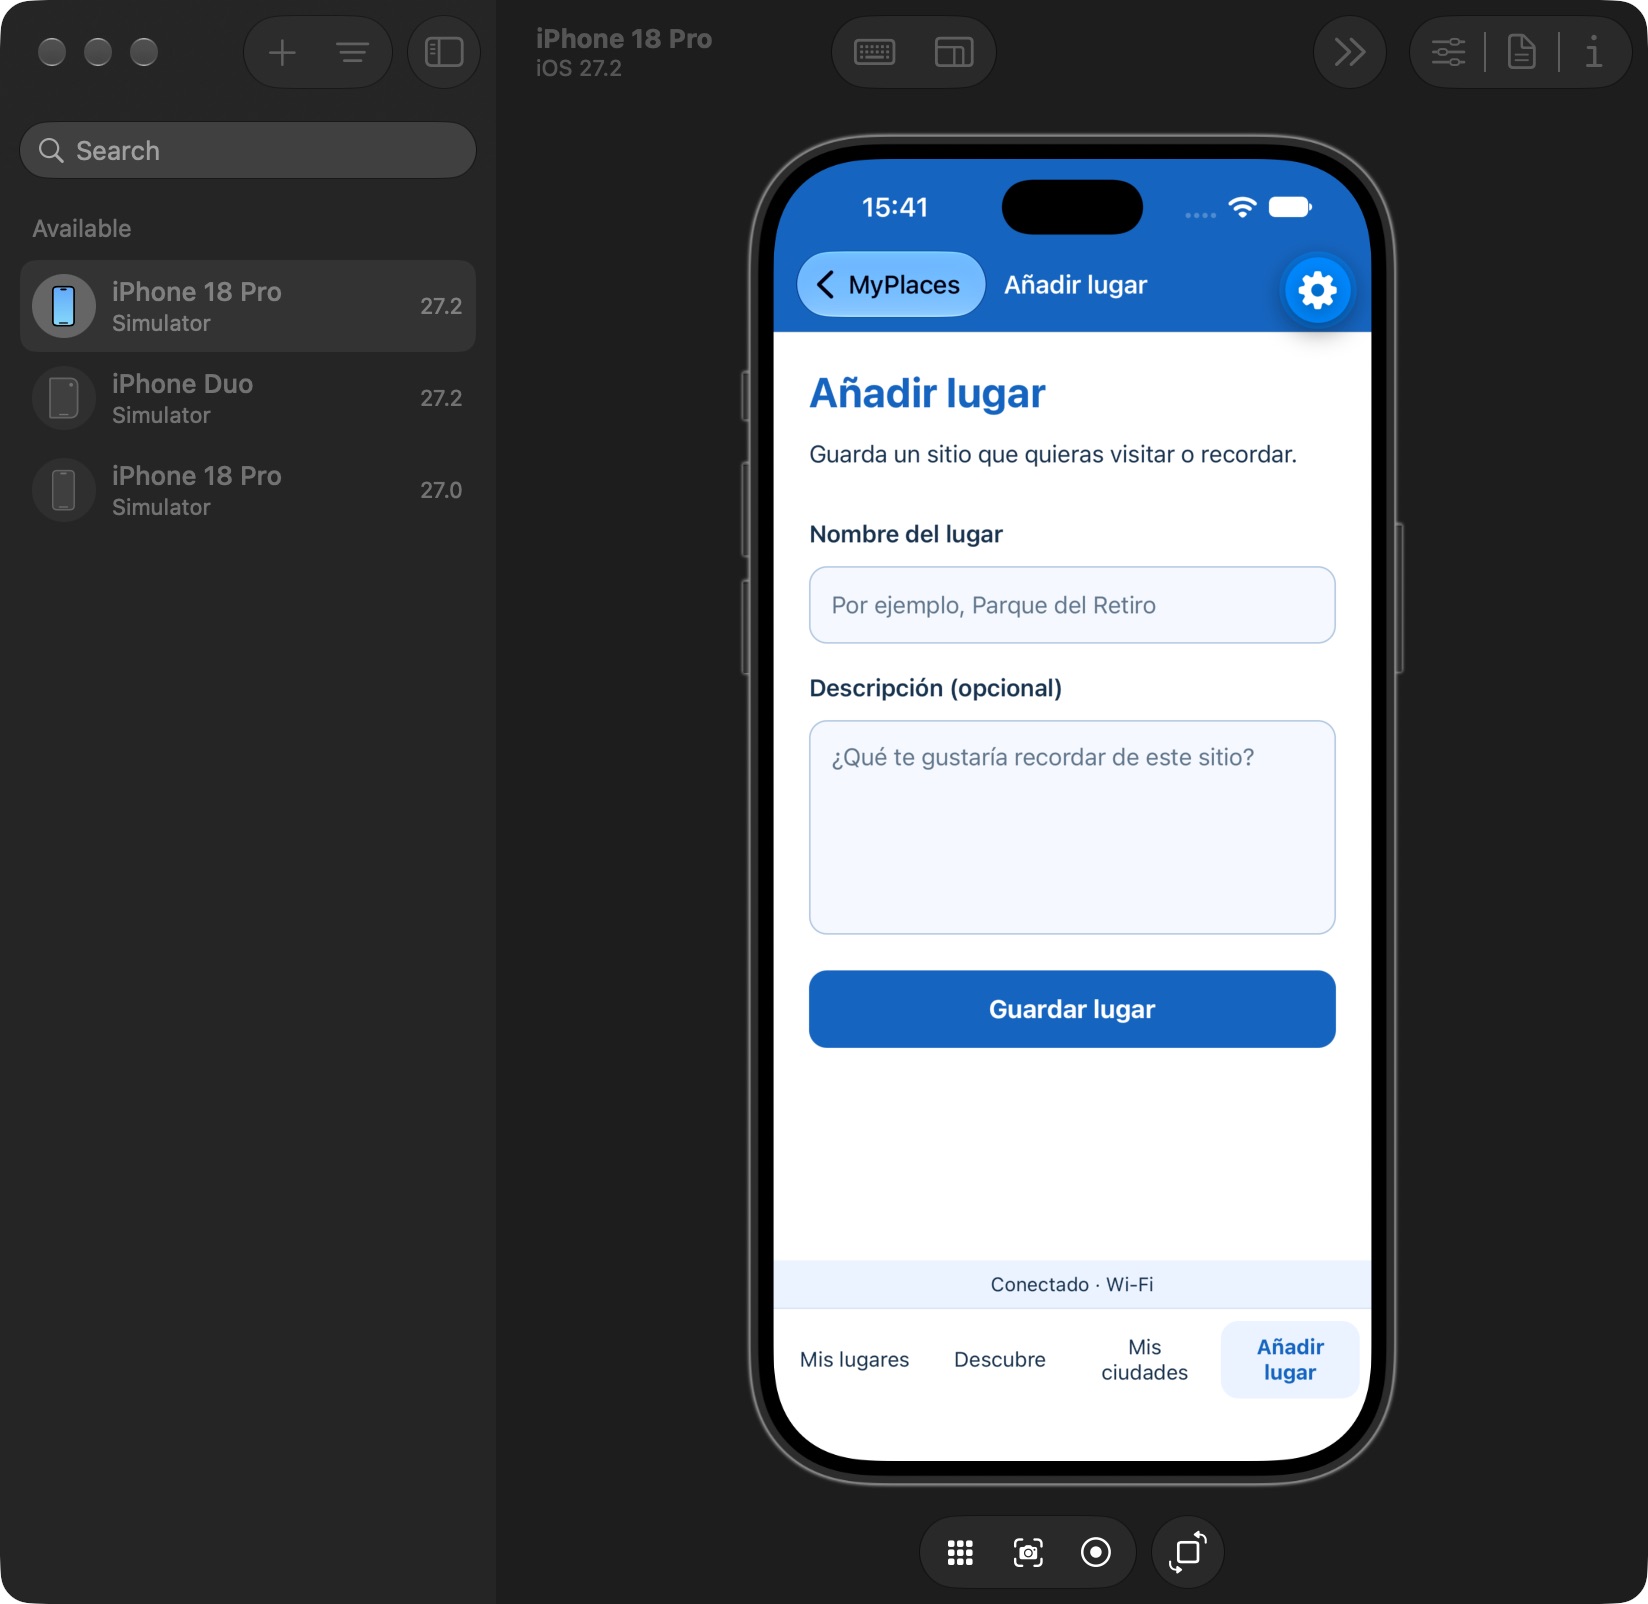 iPhone 18 Pro
iOS 27.2
Search
Available
iPhone 18 Pro
Simulator
27.2
iPhone Duo
Simulator
27.2
iPhone 18 Pro
Simulator
27.0
15:41
MyPlaces
Añadir lugar
Añadir lugar
Guarda un sitio que quieras visitar o recordar.
Nombre del lugar
Por ejemplo, Parque del Retiro
Descripción (opcional)
¿Qué te gustaría recordar de este sitio?
Guardar lugar
Conectado · Wi-Fi
Mis lugares
Descubre
Mis
ciudades
Añadir
lugar